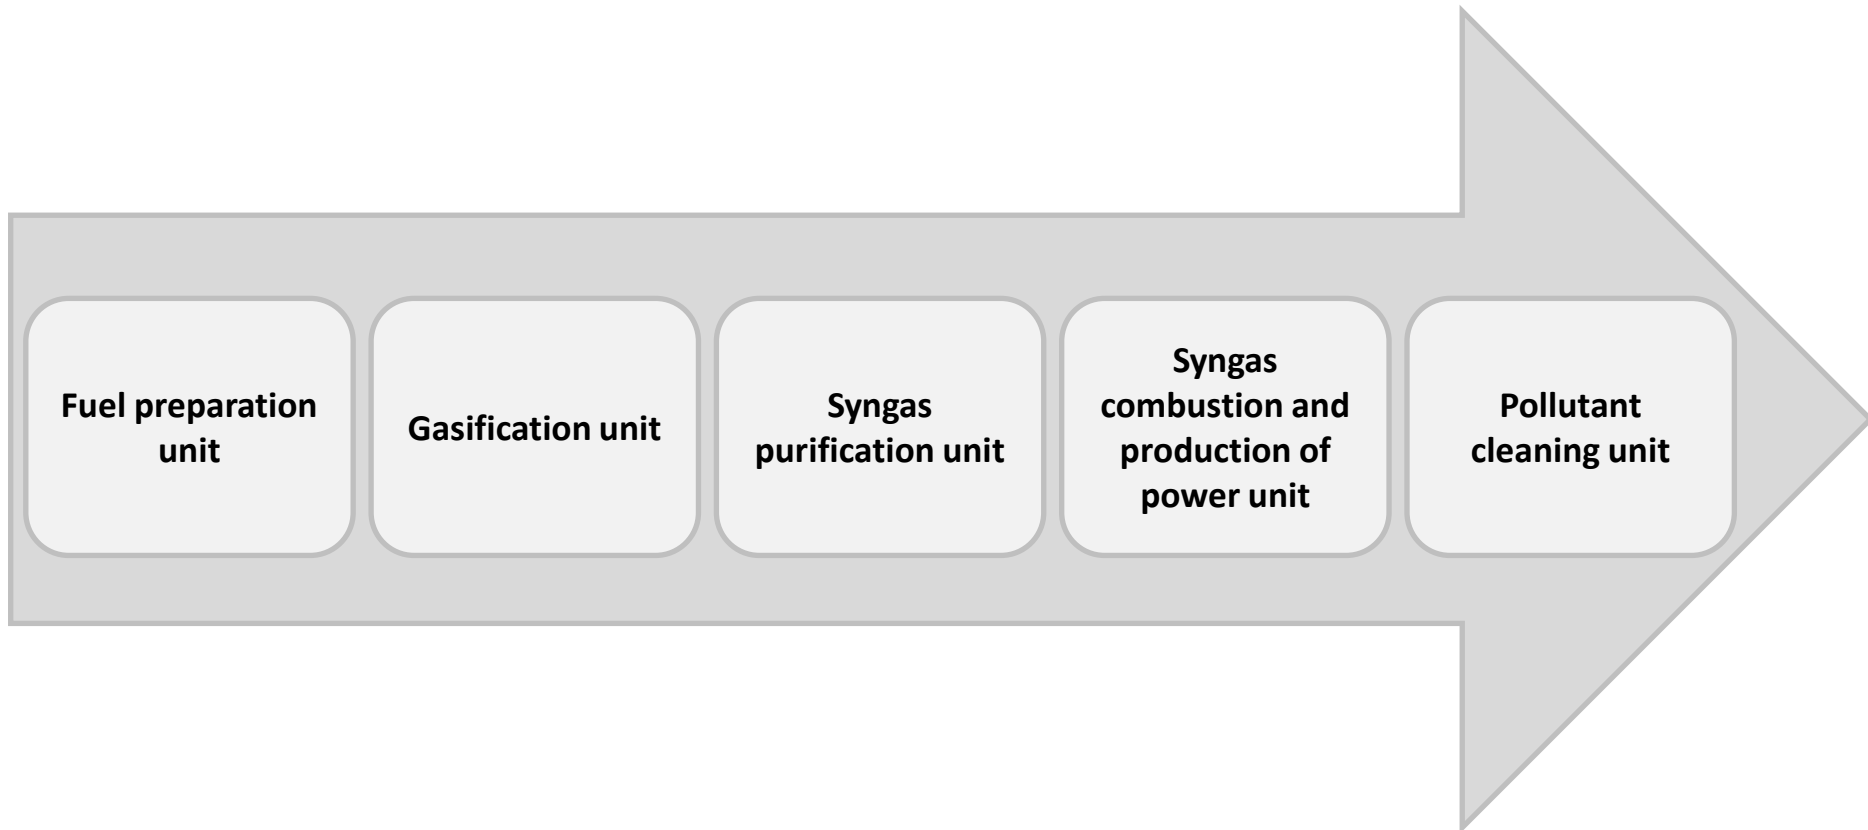 Fuel preparation
unit
Gasification unit
Syngas
purification unit
Syngas
combustion and
production of
power unit
Pollutant
cleaning unit